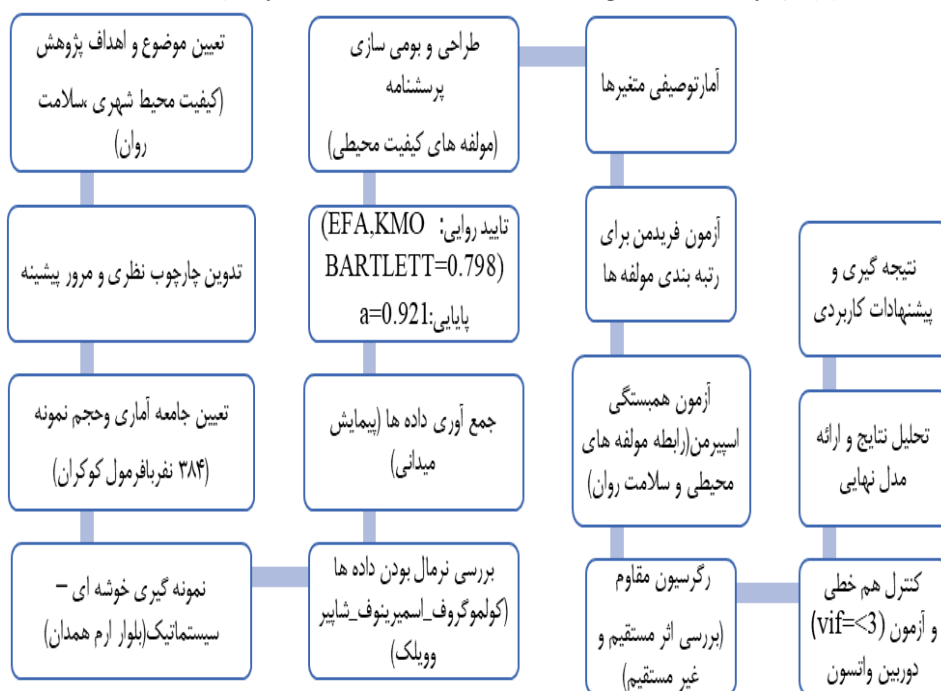 تعیین موضوع و اهداف پژوهش
(کیفیت محیط شهری ،سلامت
روان)
تدوین چارچوب نظری و مرور پیشینه
تعیین جامعه آماری وحجم نمونه
(۳۸۴ نفربافرمول کوکران)
نمونه گیری خوشه ای –
سیستماتیک(بلوار ارم همدان)
بررسی نرمال بودن داده ها
(کولموگروف_اسمیرینوف_شاپیر
وویلک)
جمع آوری داده ها (پیمایش
میدانی)
تایید روایی: EFA,KMO)
BARTLETT=0.798)
پایایی:a=0.921
طراحی و بومی سازی
پرسشنامه
(مولفه های کیفیت محیطی)
آمارتوصیفی متغیرها
آزمون فریدمن برای
رتبه بندی مولفه ها
آزمون همبستگی
اسپیرمن(رابطه مولفه های
محیطی و سلامت روان)
رگرسیون مقاوم
(بررسی اثر مستقیم و
غیر مستقیم)
کنترل هم خطی
(vif=<3) و آزمون
دوربین واتسون
تحلیل نتایج و ارائه
مدل نهایی
نتیجه گیری و
پیشنهادات کاربردی